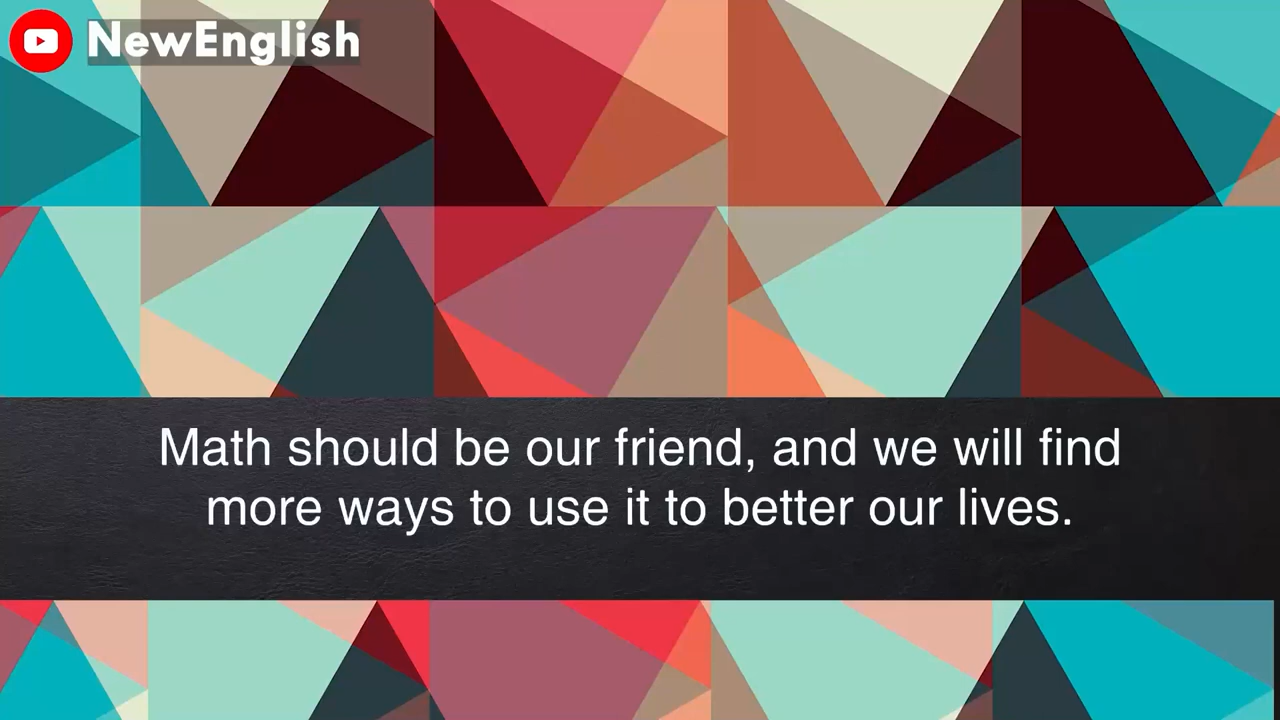 NewEnglish
Math should be our friend, and we will find
more ways to use it to better our lives.